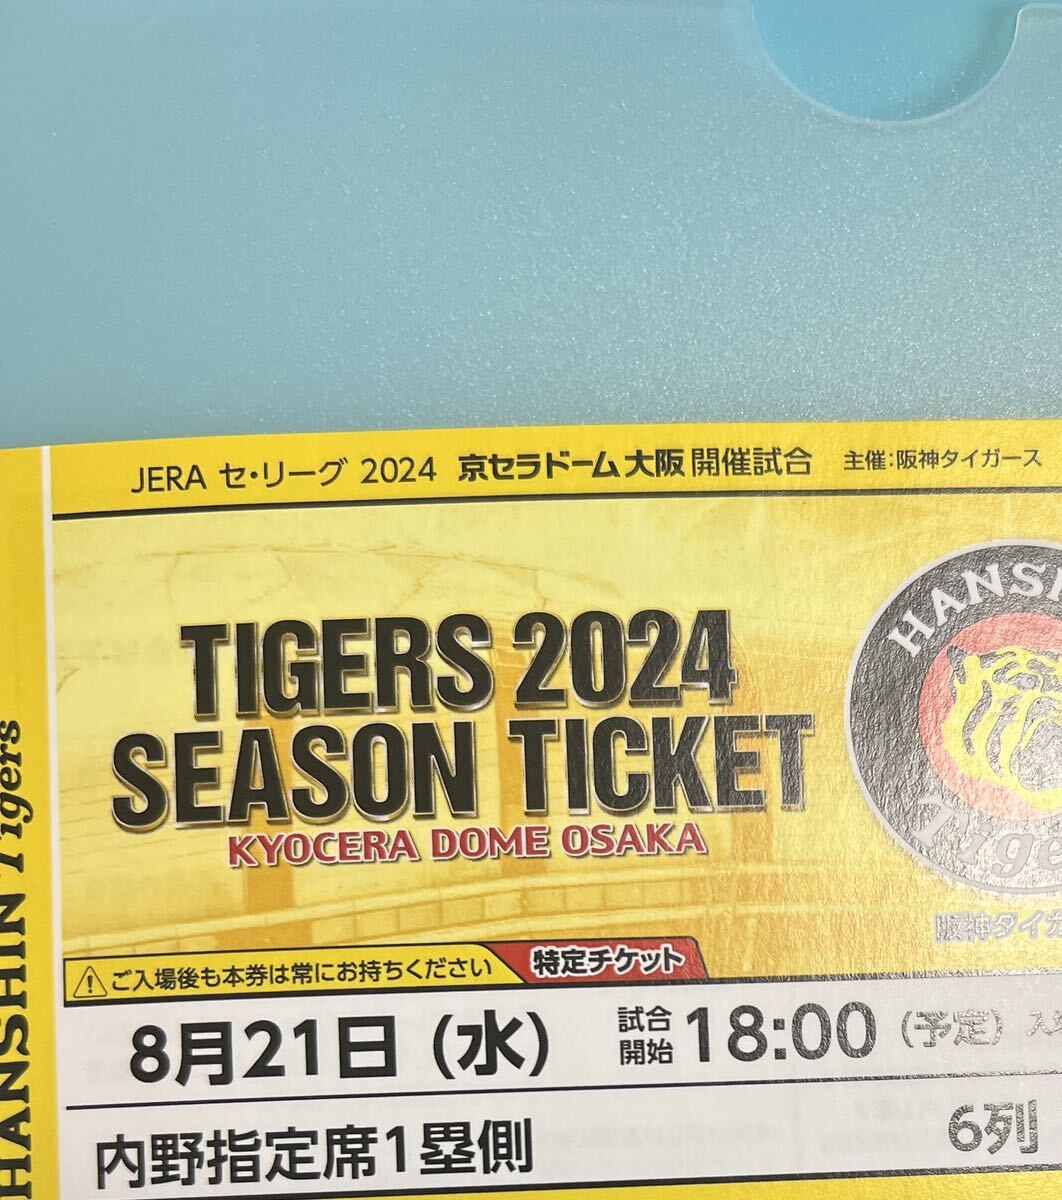 JERA セ・リーグ 2024 京セラドーム大阪 開催試合 主催:阪神タイガース
TIGERS 2024
SEASON TICKET
KYOCERA DOME OSAKA
HANSHIN Tigers
ご入場後も本券は常にお持ちください 特定チケット
8月21日(水) 試合開始 18:00 (予定)
内野指定席1塁側 6列